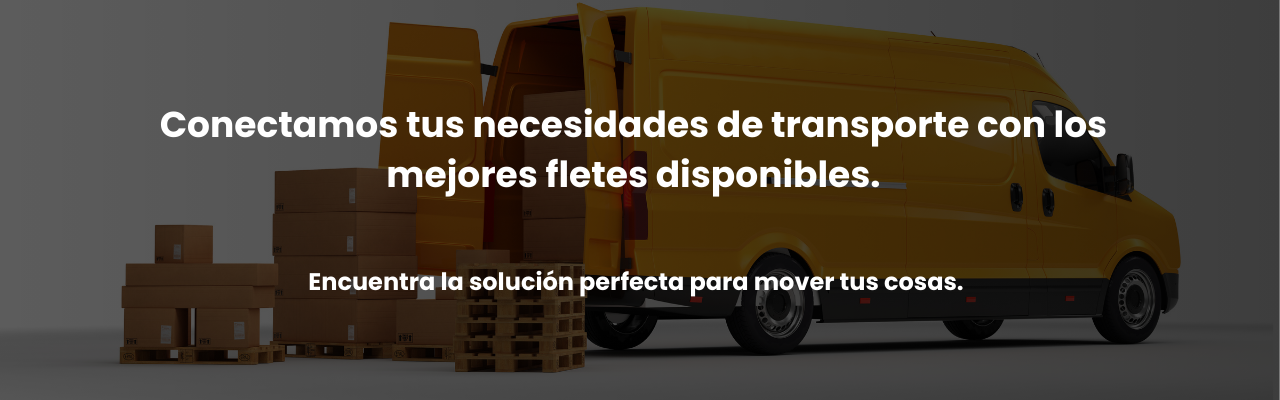 Conectamos tus necesidades de transporte con los
mejores fletes disponibles.
Encuentra la solución perfecta para mover tus cosas.